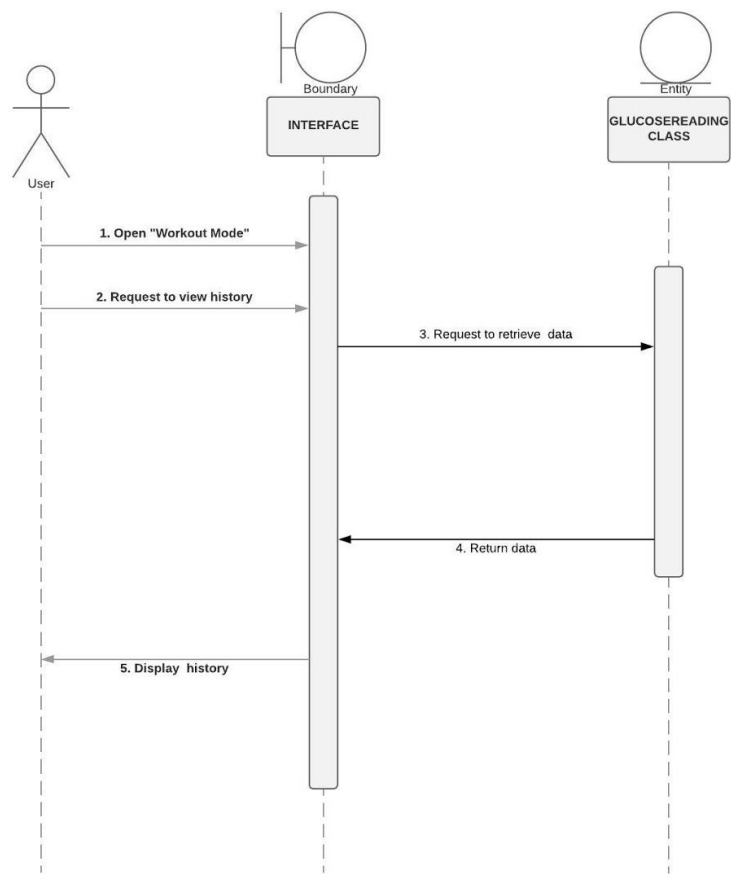 Boundary
Entity
INTERFACE
GLUCOSEREADING
CLASS
User
1. Open "Workout Mode"
2. Request to view history
3. Request to retrieve  data
4. Return data
5. Display  history